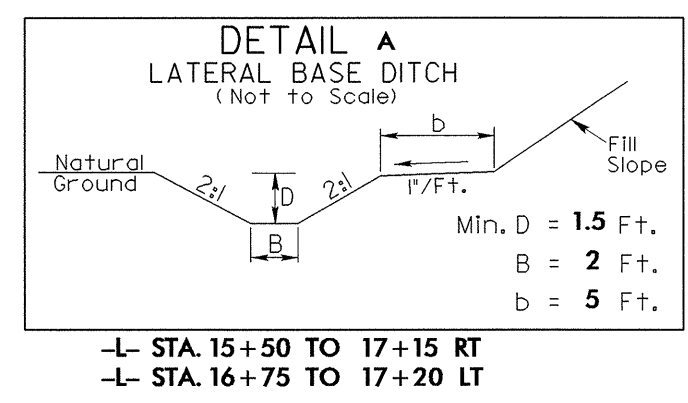 DETAIL A
LATERAL BASE DITCH
(Not to Scale)
b
Natural
Ground
2:1
D
2:1
1"/Ft.
Fill
Slope
B
Min. D = 1.5 Ft.
B = 2 Ft.
b = 5 Ft.
-L- STA. 15+50 TO 17+15 RT
-L- STA. 16+75 TO 17+20 LT